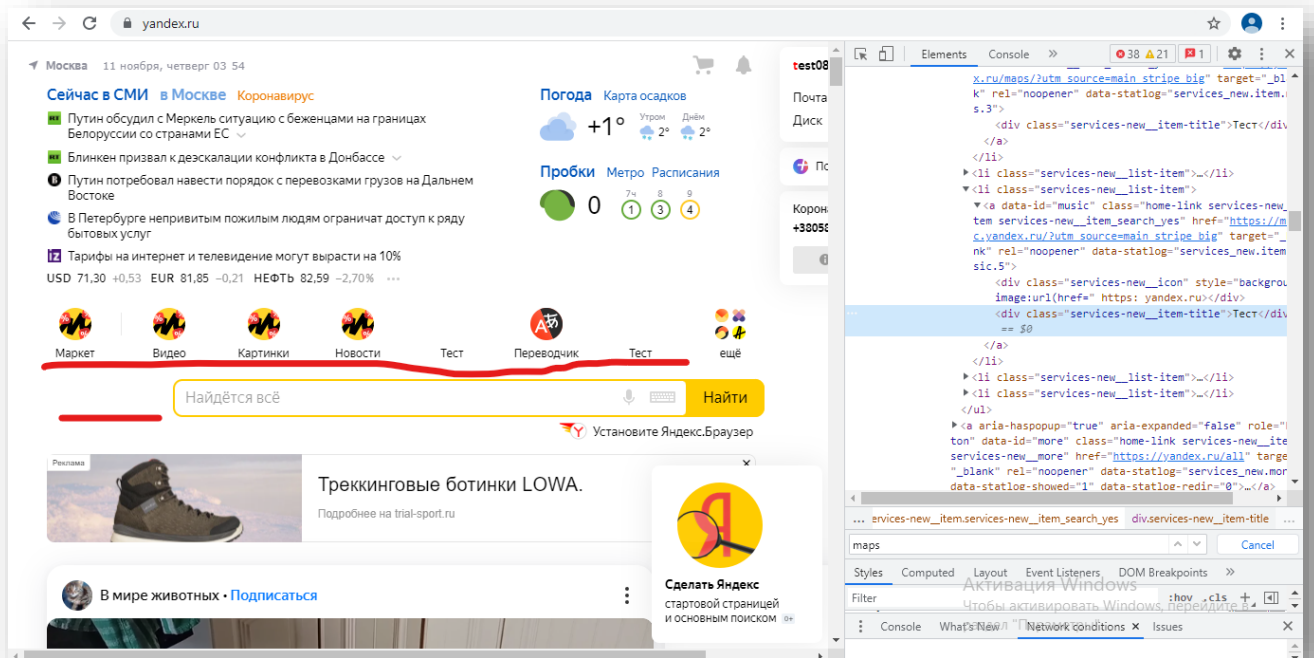 yandex.ru
Москва 11 ноября, четверг 03 54
Сейчас в СМИ в Москве Коронавирус
Путин обсудил с Меркель ситуацию с беженцами на границах
Белоруссии со странами ЕС
Блинкен призвал к деэскалации конфликта в Донбассе
Путин потребовал навести порядок с перевозками грузов на Дальнем
Востоке
В Петербурге непривитым пожилым людям ограничат доступ к ряду
бытовых услуг
Тарифы на интернет и телевидение могут вырасти на 10%
USD 71,30 +0,53 EUR 81,85 −0,21 НЕФТЬ 82,59 −2,70% ···
Погода Карта осадков
+1° Утром 2° Днём 2°
Пробки Метро Расписания
0 7ч 1 8 3 9 4
test08
Почта
Диск
По
Корон
+38058
Маркет Видео Картинки Новости Тест Переводчик Тест ещё
Найдётся всё Найти
Установите Яндекс.Браузер
Реклама
Треккинговые ботинки LOWA.
Подробнее на trial-sport.ru
В мире животных • Подписаться
Сделать Яндекс
стартовой страницей
и основным поиском 0+
Elements Console » 38 21 1
x.ru/maps/?utm_source=main_stripe_big" target="_bl
k" rel="noopener" data-statlog="services_new.item.
s.3">
<div class="services-new__item-title">Тест</div
</a>
</li>
<li class="services-new__list-item">…</li>
<li class="services-new__list-item">
<a data-id="music" class="home-link services-new_
tem services-new__item_search_yes" href="https://m
c.yandex.ru/?utm_source=main_stripe_big" target="_
nk" rel="noopener" data-statlog="services_new.item
sic.5">
<div class="services-new__icon" style="backgrou
image:url(href=" https: yandex.ru></div>
<div class="services-new__item-title">Тест</div
== $0
</a>
</li>
<li class="services-new__list-item">…</li>
<li class="services-new__list-item">…</li>
</ul>
<a aria-haspopup="true" aria-expanded="false" role="
ton" data-id="more" class="home-link services-new__ite
services-new__more" href="https://yandex.ru/all" targe
"_blank" rel="noopener" data-statlog="services_new.mor
data-statlog-showed="1" data-statlog-redir="0">…</a>
... ervices-new__item.services-new__item_search_yes div.services-new__item-title ...
maps Cancel
Styles Computed Layout Event Listeners DOM Breakpoints »
Активация Windows
Filter :hov .cls +
Чтобы активировать Windows, перейдите в
раздел "Параметры".
Console What's New Network conditions Issues